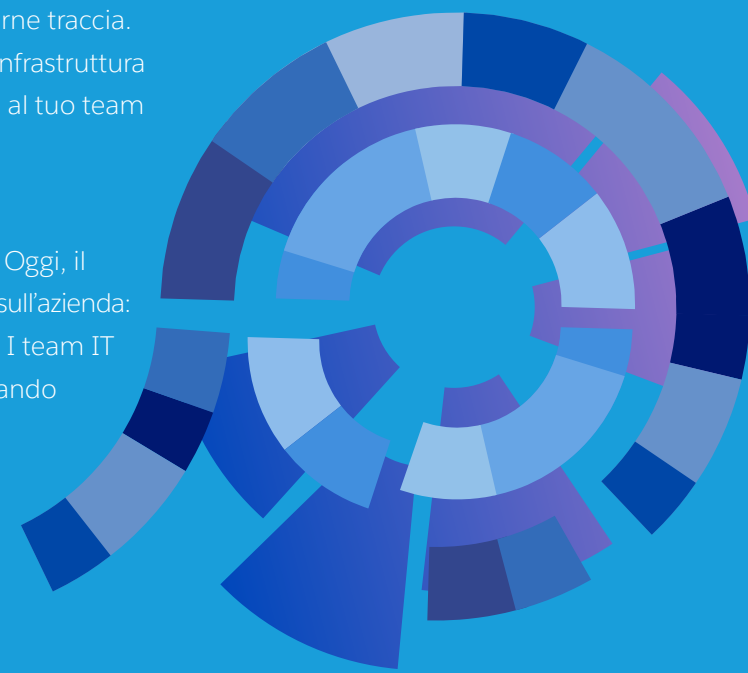 rne traccia.
nfrastruttura
al tuo team
Oggi, il
sull'azienda:
I team IT
ando